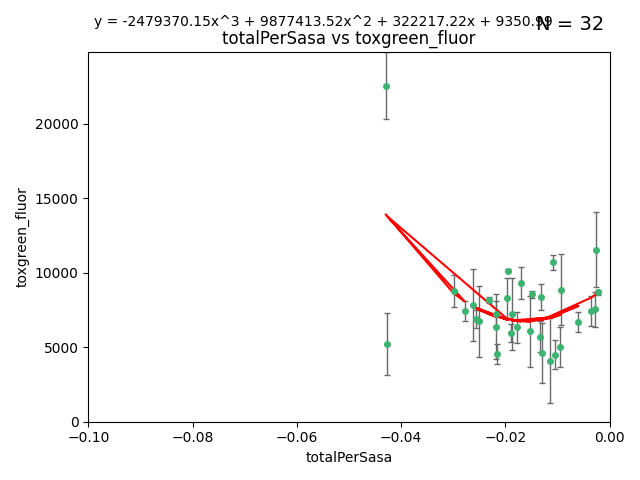 y = -2479370.15x^3 + 9877413.52x^2 + 322217.22x + 9350.99
N = 32
totalPerSasa vs toxgreen_fluor
20000
15000
10000
5000
0
toxgreen_fluor
−0.10 −0.08 −0.06 −0.04 −0.02 0.00
totalPerSasa